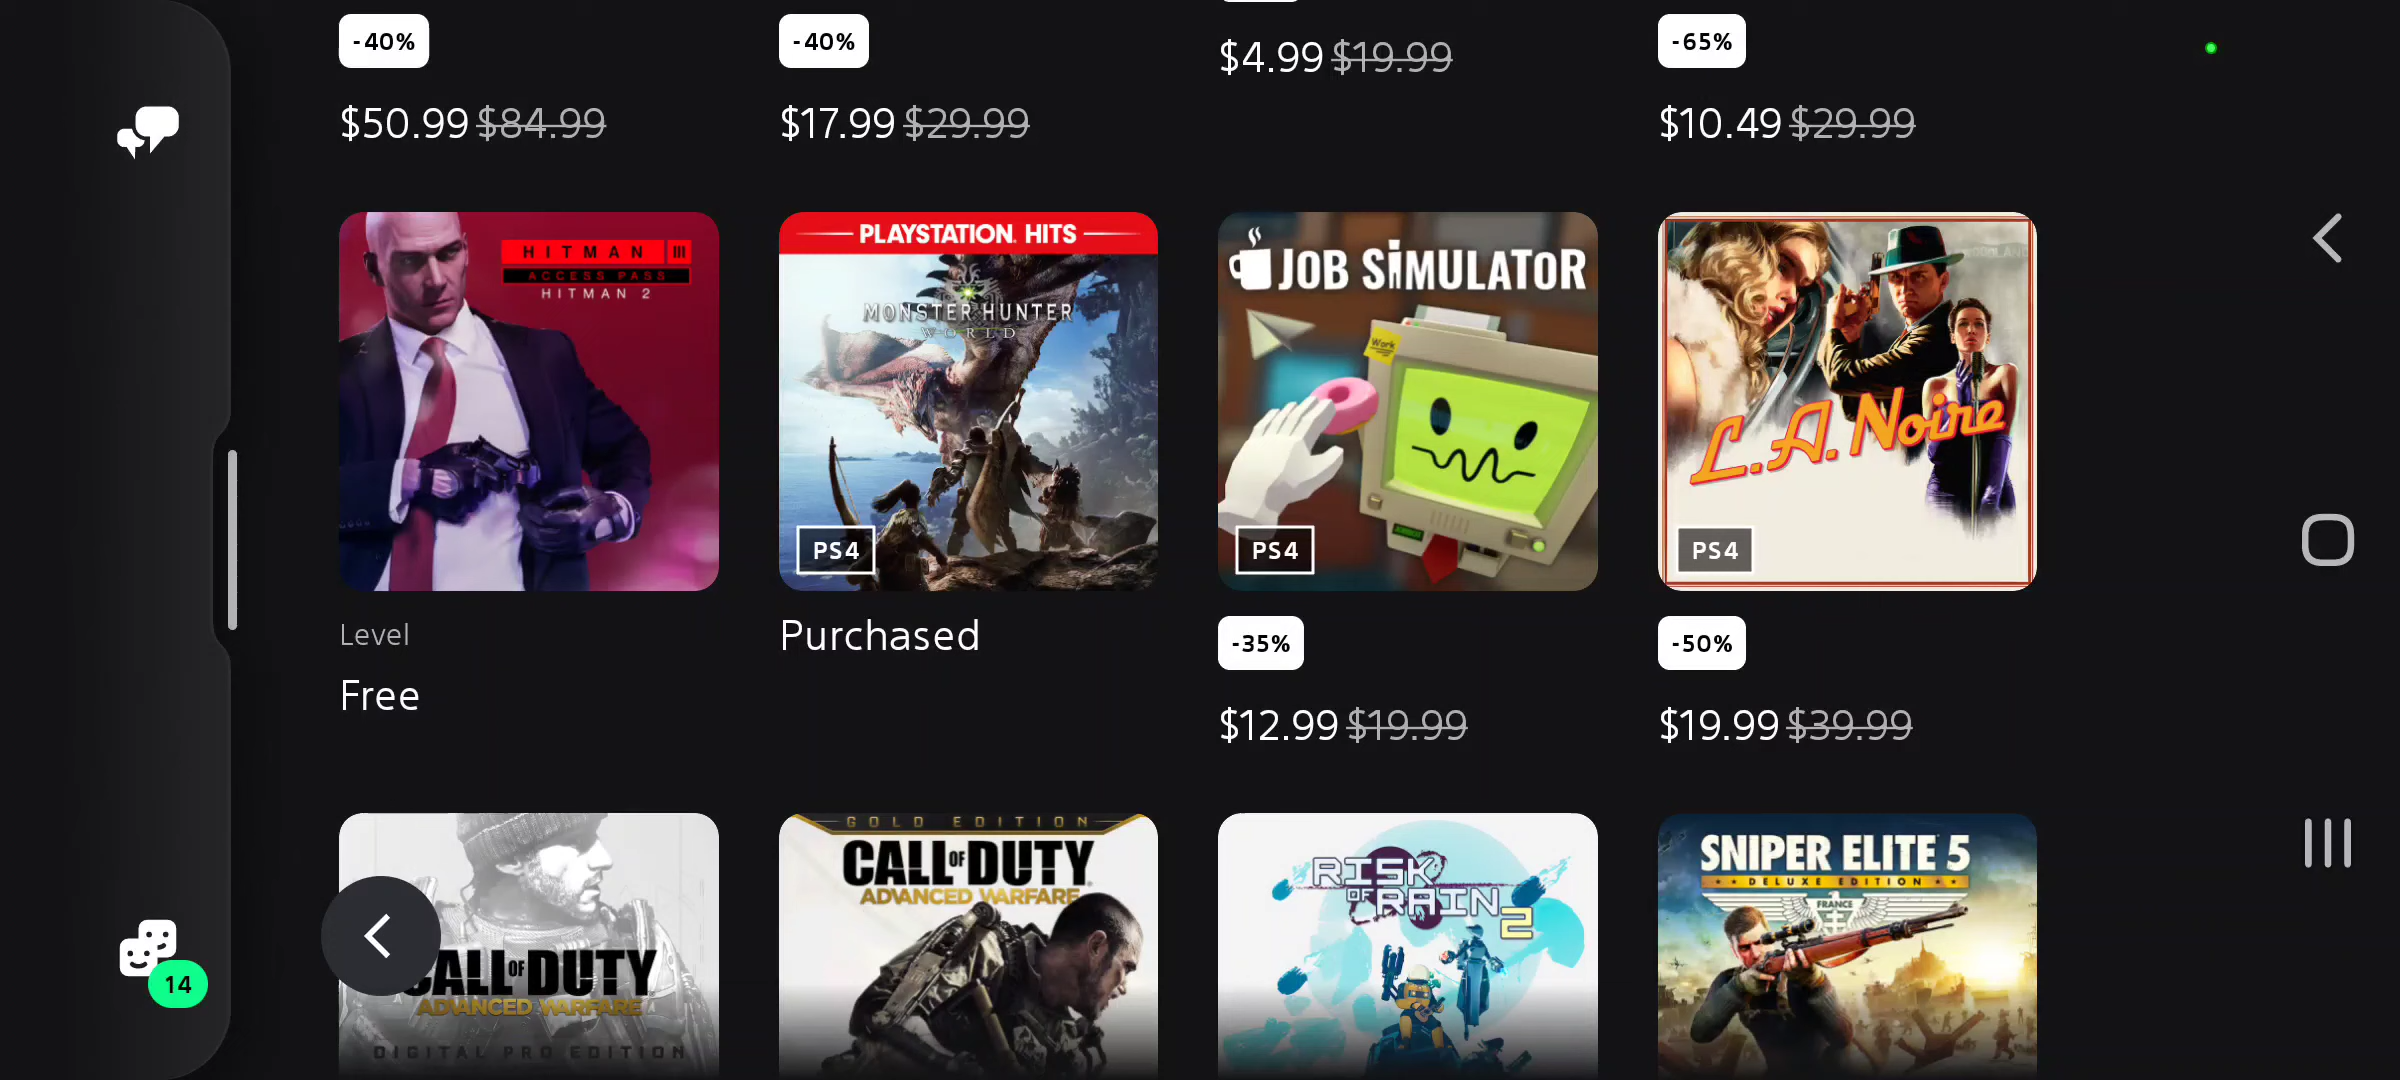 -40%
$50.99 $84.99
-40%
$17.99 $29.99
$4.99 $19.99
-65%
$10.49 $29.99
HITMAN III
ACCESS PASS
HITMAN 2
Level
Free
PLAYSTATION HITS
MONSTER HUNTER
WORLD
PS4
Purchased
JOB SIMULATOR
Work
PS4
-35%
$12.99 $19.99
L.A. Noire
PS4
-50%
$19.99 $39.99
CALL OF DUTY
ADVANCED WARFARE
DIGITAL PRO EDITION
GOLD EDITION
CALL OF DUTY
ADVANCED WARFARE
RISK
OF RAIN 2
SNIPER ELITE 5
DELUXE EDITION
FRANCE
14